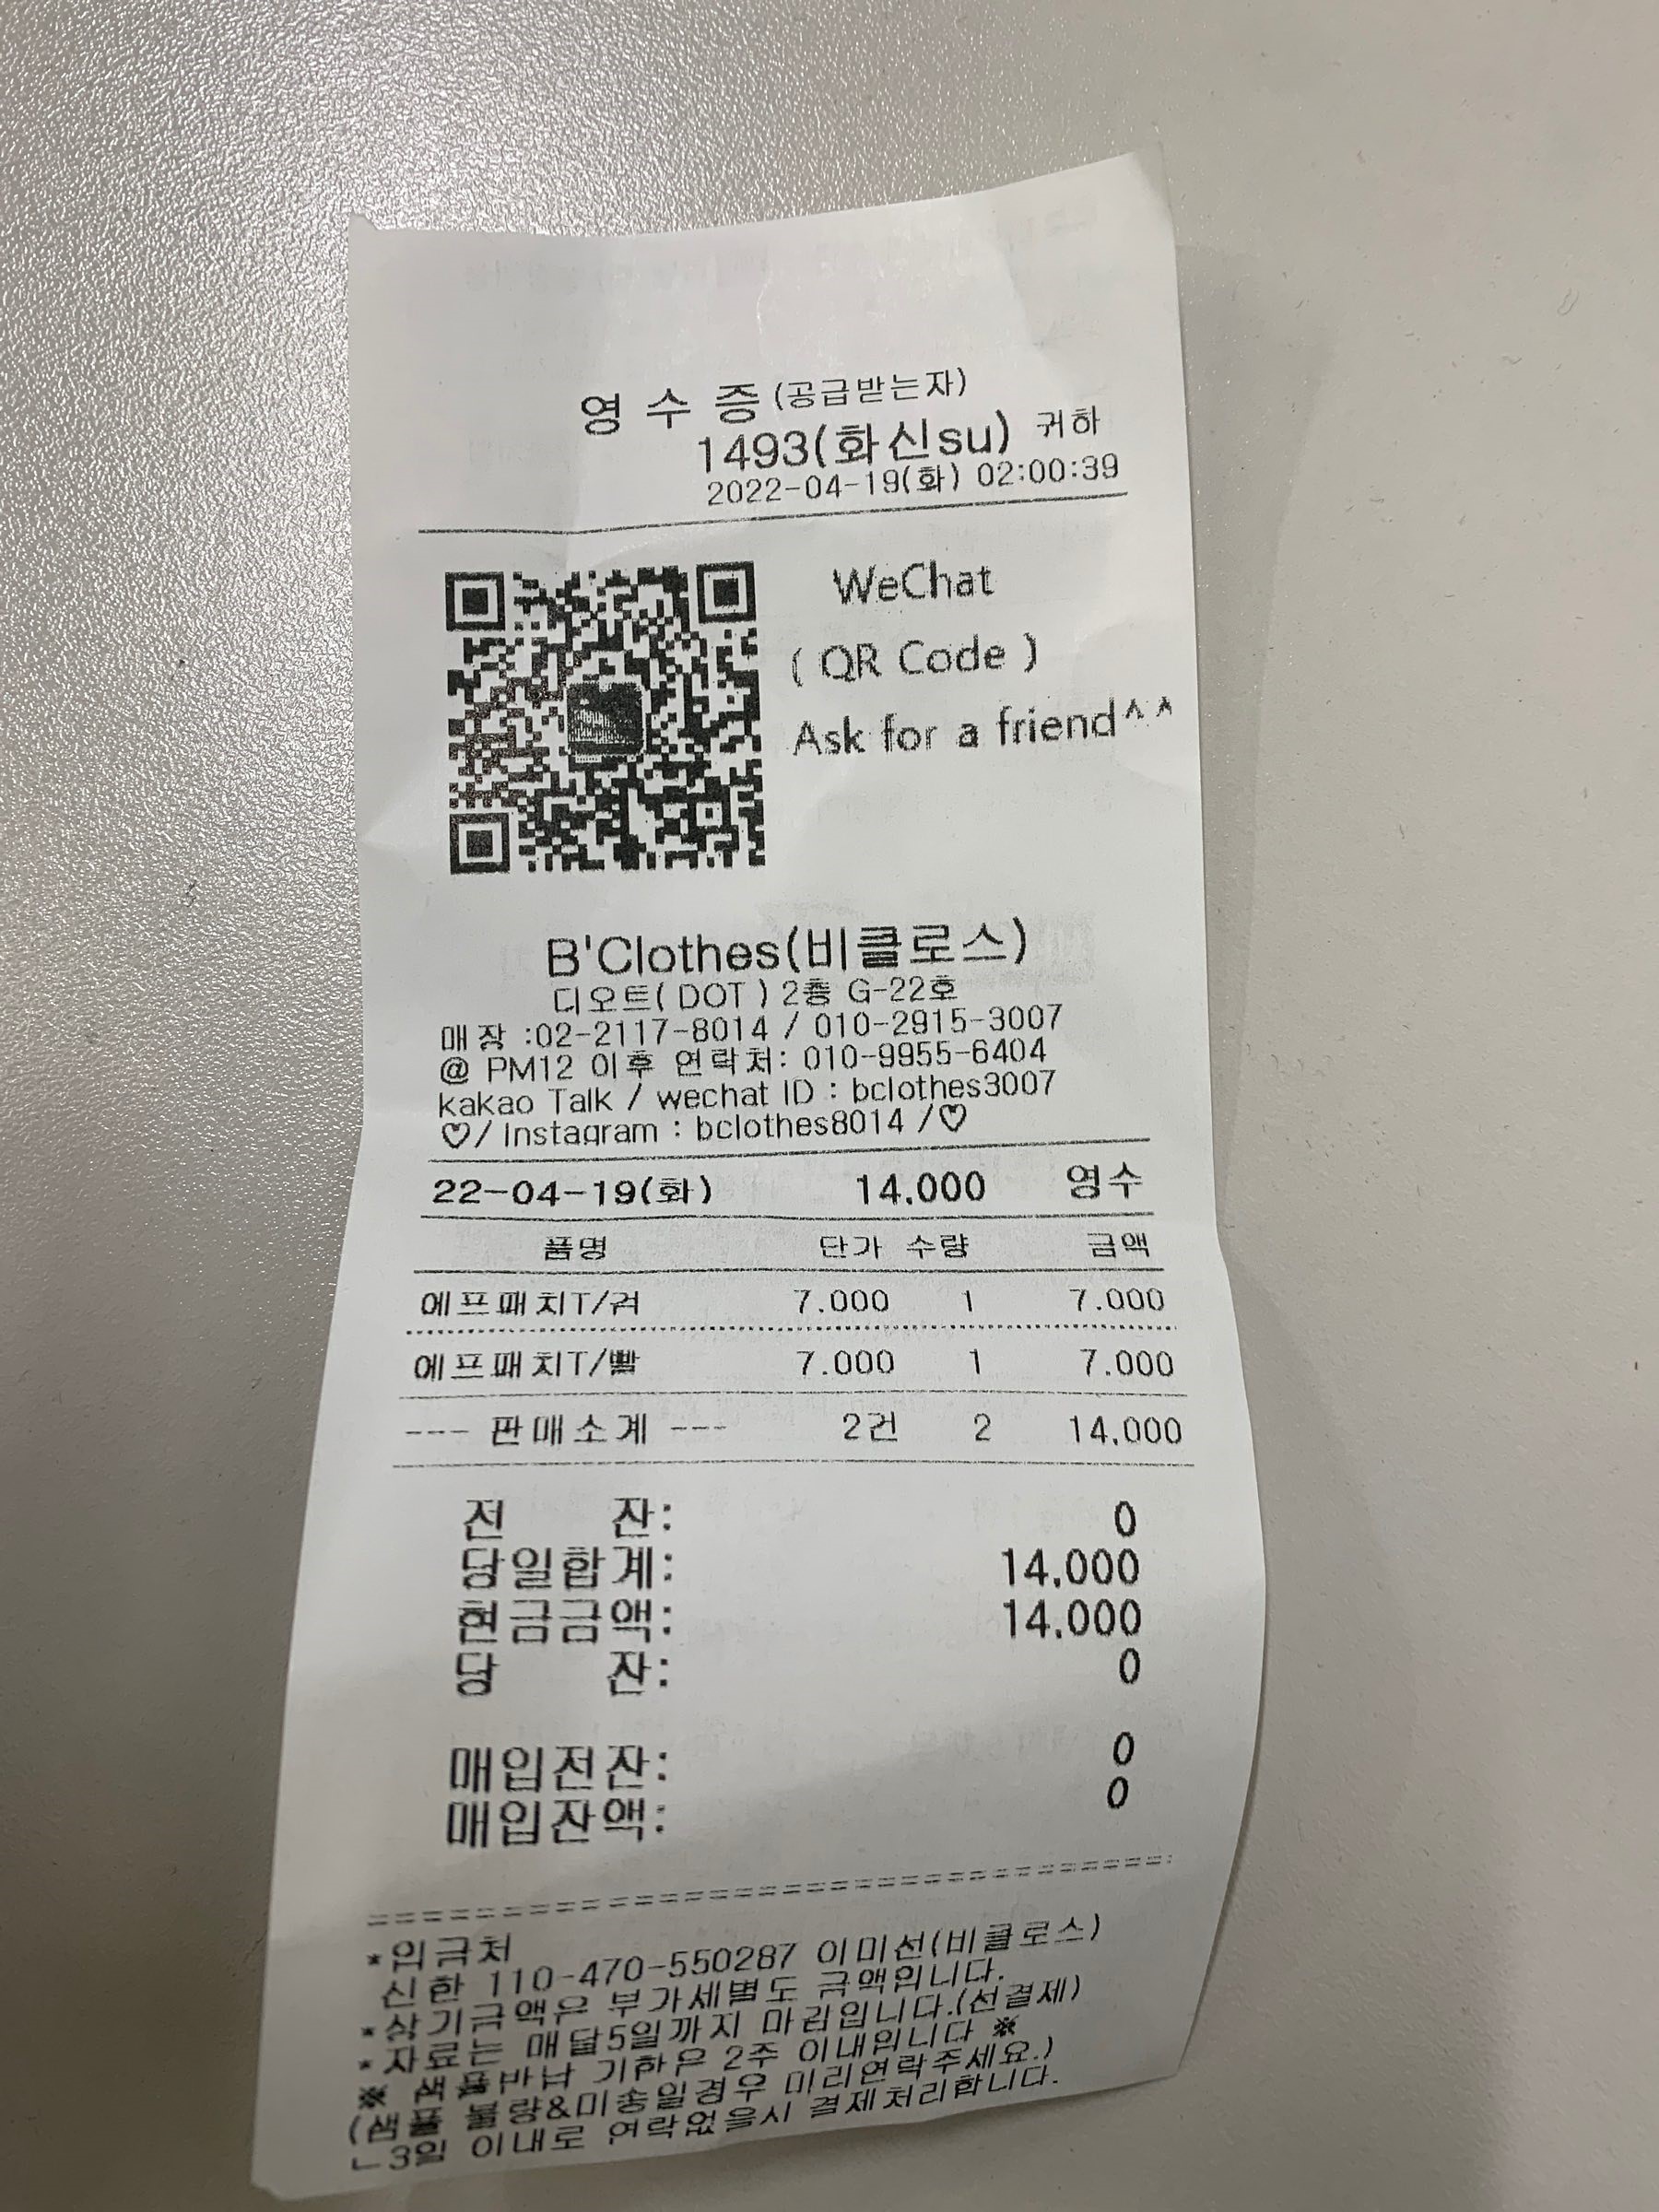 영 수 증 (공급받는자)
1493(화신su) 귀하
2022-04-19(화) 02:00:39
WeChat
( QR Code )
Ask for a friend^^
B'Clothes(비클로스)
디오트( DOT ) 2층 G-22호
매장 :02-2117-8014 / 010-2915-3007
@ PM12 이후 연락처: 010-9955-6404
kakao Talk / wechat ID : bclothes3007
♡/ Instagram : bclothes8014 /♡
22-04-19(화) 14,000 영수
품명 단가 수량 금액
에프패치T/검 7,000 1 7,000
에프패치T/빨 7,000 1 7,000
--- 판매소계 --- 2건 2 14,000
전 잔: 0
당일합계: 14,000
현금금액: 14,000
당 잔: 0
매입전잔: 0
매입잔액: 0
*입금처
신한 110-470-550287 이미선(비클로스)
*상기금액은 부가세별도 금액입니다.
*자료는 매달5일까지 마감입니다.(선결제)
※ 샘플반납 기한은 2주 이내입니다 ※
(샘플 불량&미송일경우 미리연락주세요.)
ㄴ3일 이내로 연락없을시 결제처리합니다.